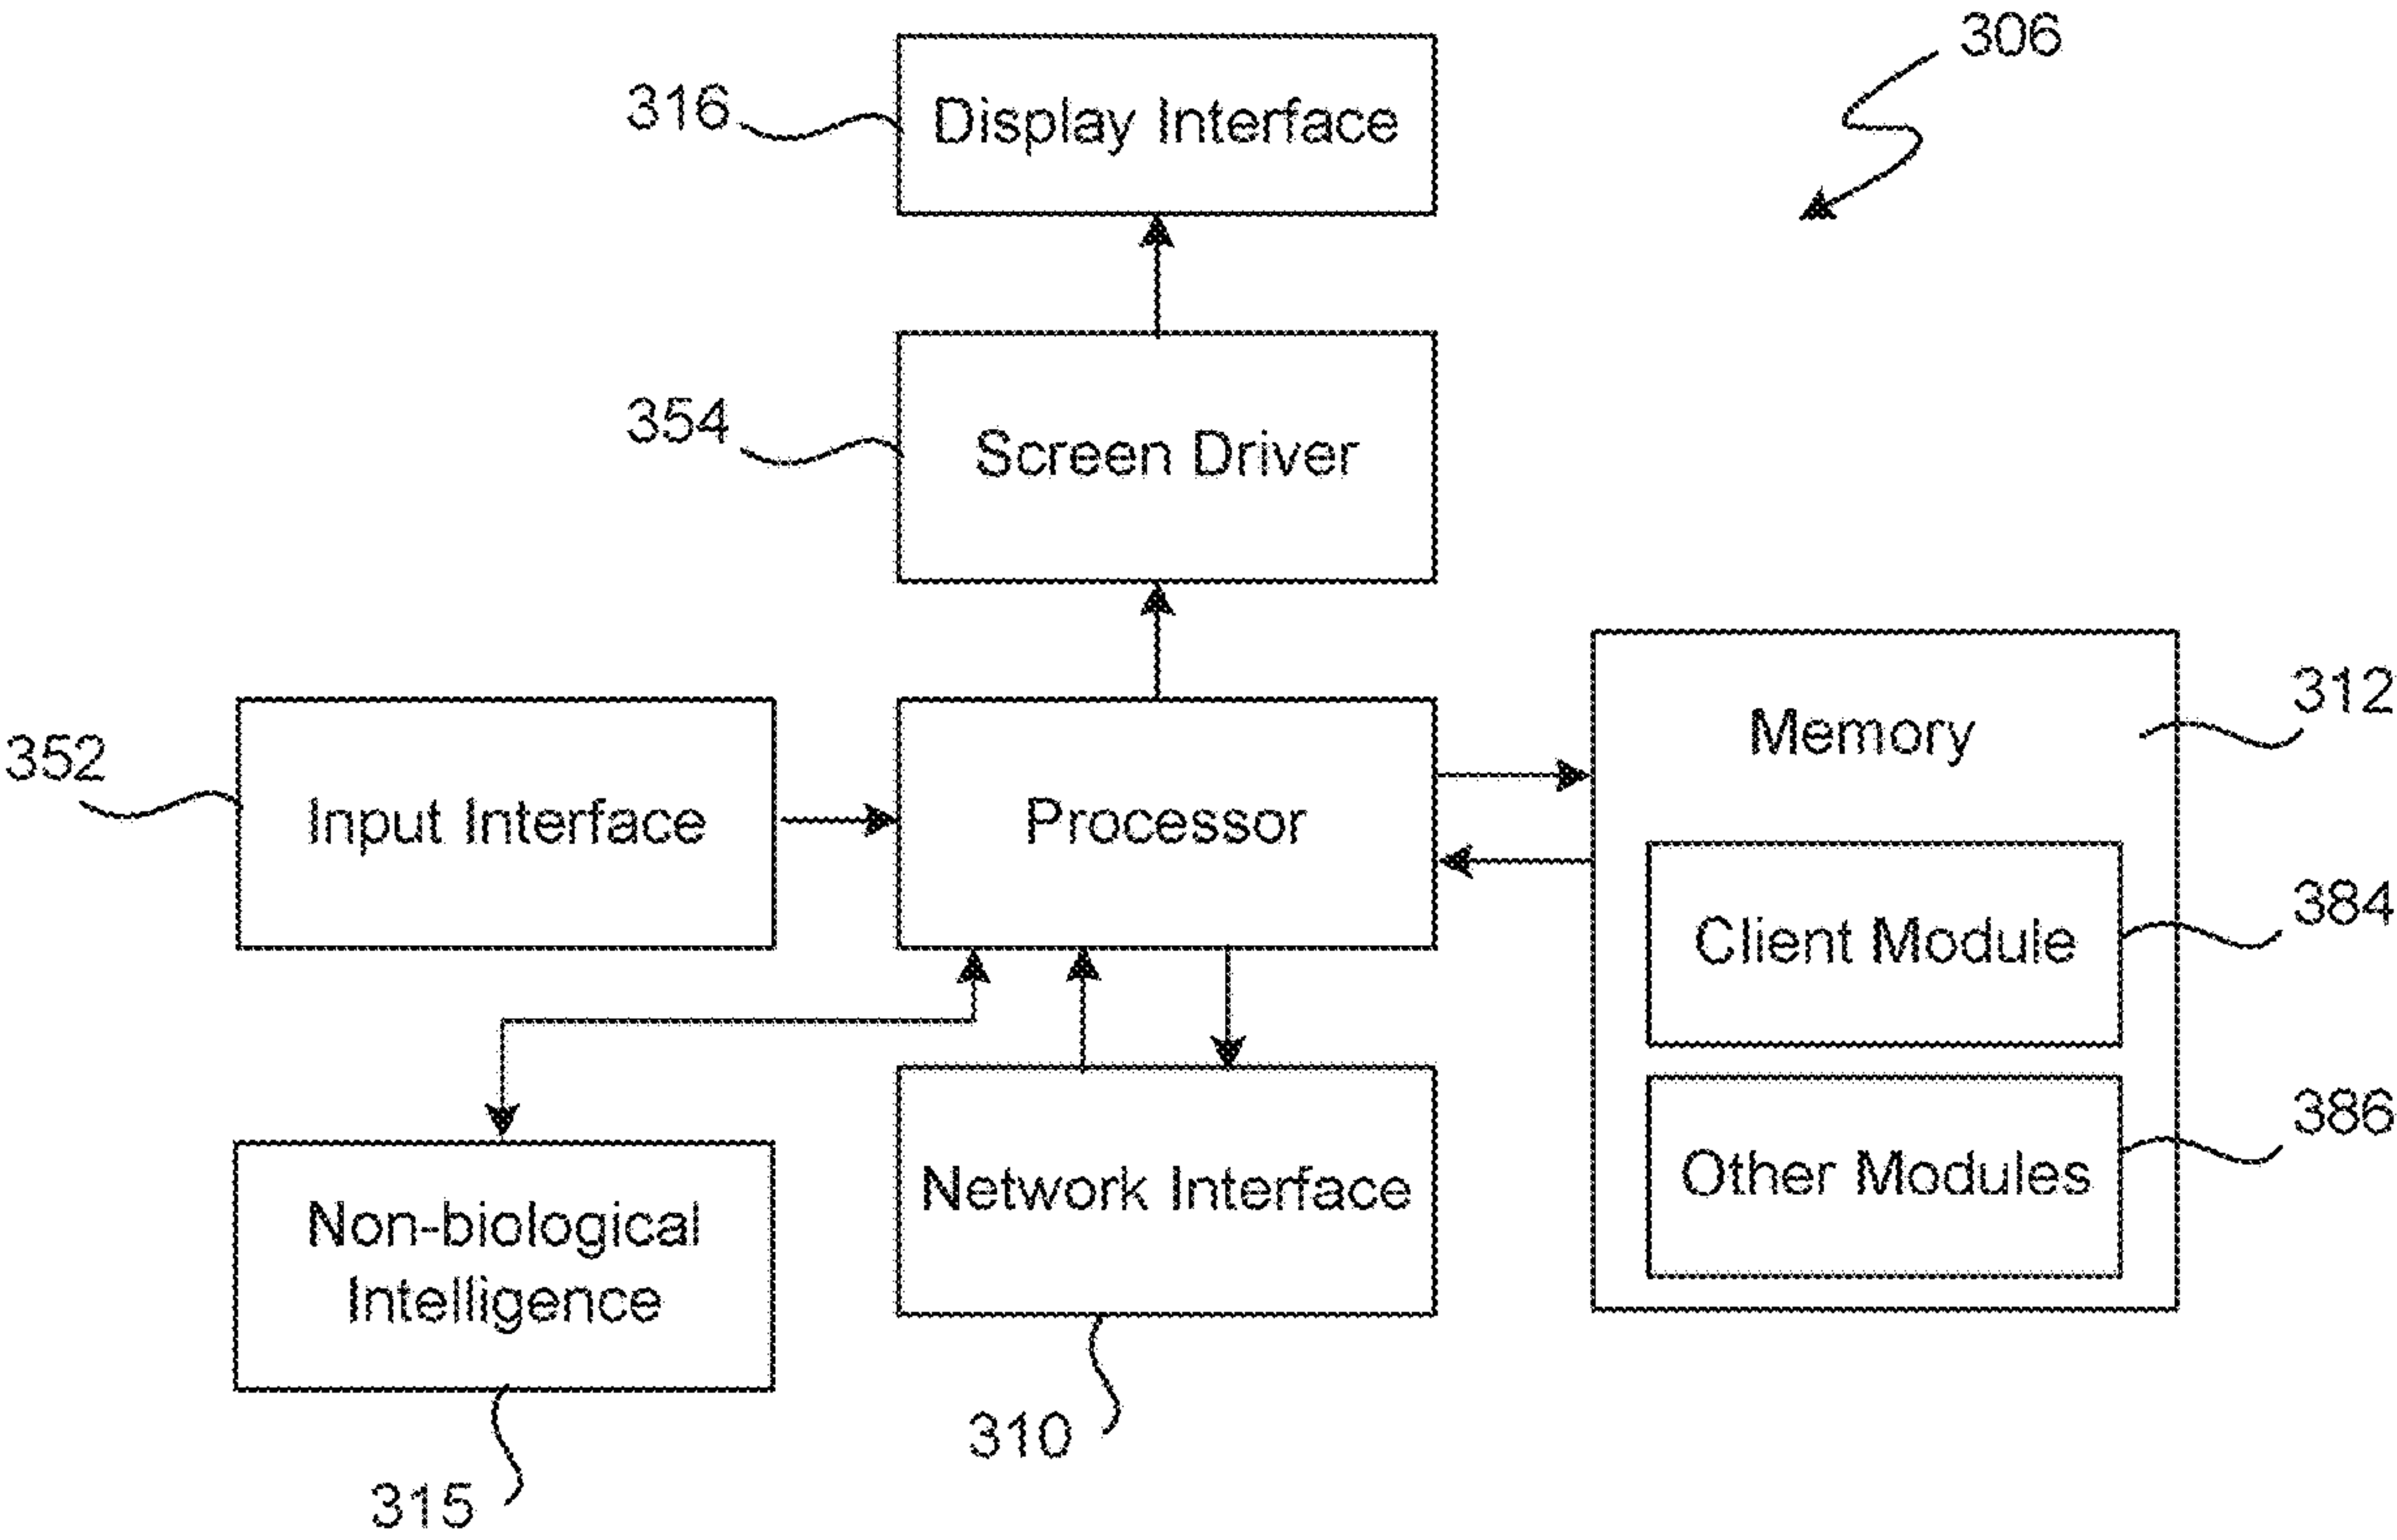 306
316
Display Interface
354
Screen Driver
352
Input Interface
Processor
Memory
312
Client Module
384
Other Modules
386
Non-biological
Intelligence
315
Network Interface
310